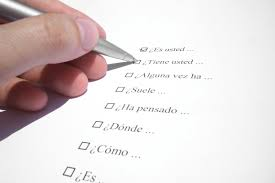 ¿Es usted ...
¿Tiene usted ...
¿Alguna vez ha ...
¿Suele ...
¿Ha pensado ...
¿Dónde ...
¿Cómo ...
¿Es ...